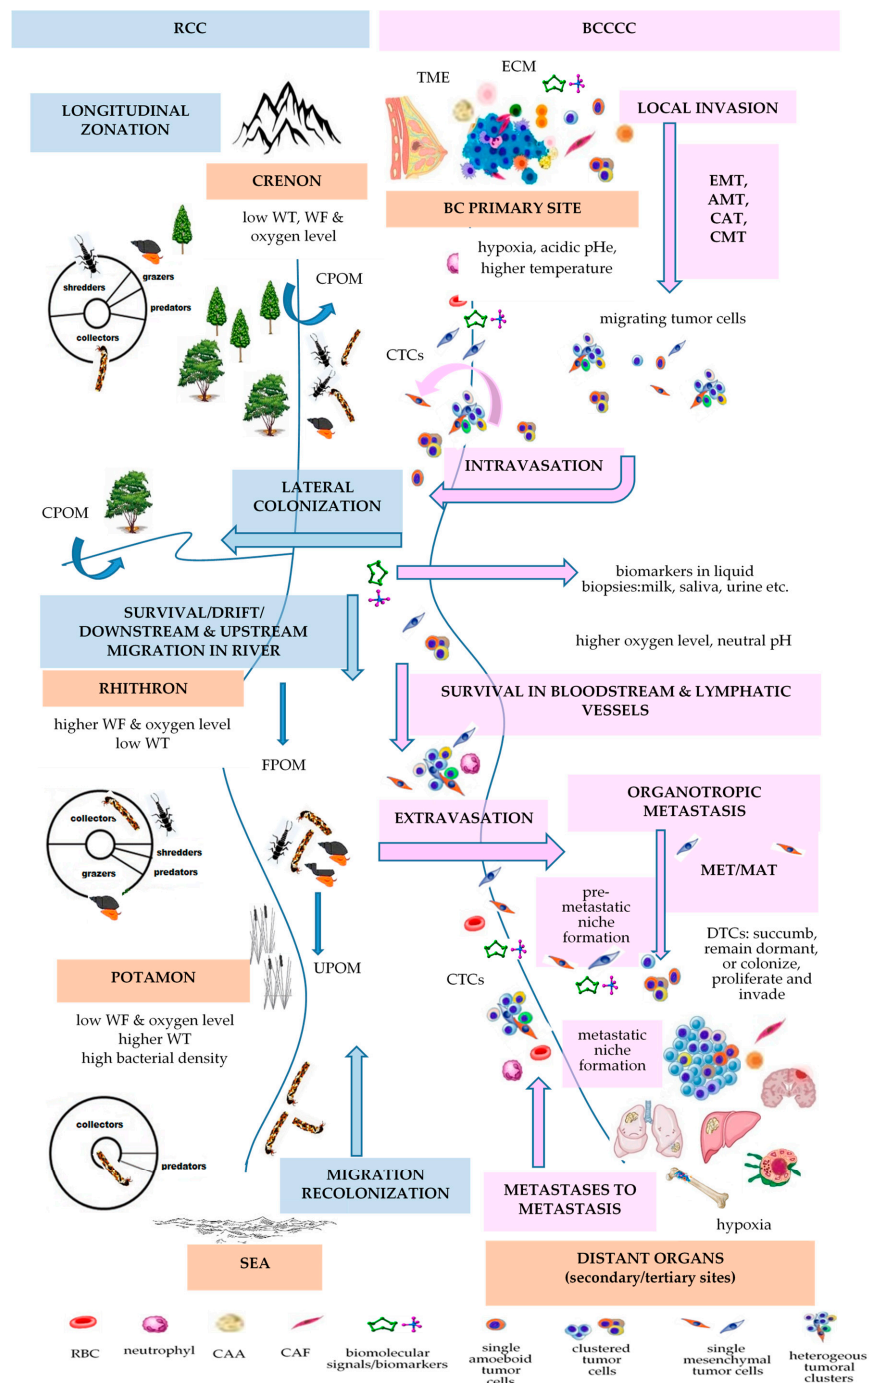 RCC
BCCCC
LONGITUDINAL
ZONATION
CRENON
low WT, WF &
oxygen level
shredders
grazers
predators
collectors
CPOM
TME
ECM
LOCAL INVASION
BC PRIMARY SITE
hypoxia, acidic pHe,
higher temperature
EMT,
AMT,
CAT,
CMT
migrating tumor cells
CTCs
INTRAVASATION
LATERAL
COLONIZATION
CPOM
biomarkers in liquid
biopsies:milk, saliva, urine etc.
higher oxygen level, neutral pH
SURVIVAL/DRIFT/
DOWNSTREAM & UPSTREAM
MIGRATION IN RIVER
RHITHRON
higher WF & oxygen level
low WT
FPOM
SURVIVAL IN BLOODSTREAM & LYMPHATIC
VESSELS
EXTRAVASATION
ORGANOTROPIC
METASTASIS
MET/MAT
collectors
shredders
predators
grazers
pre-
metastatic
niche
formation
DTCs: succumb,
remain dormant,
or colonize,
proliferate and
invade
UPOM
POTAMON
low WF & oxygen level
higher WT
high bacterial density
CTCs
metastatic
niche
formation
collectors
predators
MIGRATION
RECOLONIZATION
METASTASES TO
METASTASIS
hypoxia
SEA
DISTANT ORGANS
(secondary/tertiary sites)
RBC
neutrophyl
CAA
CAF
biomolecular
signals/biomarkers
single
amoeboid
tumor
cells
clustered
tumor
cells
single
mesenchymal
tumor cells
heterogeous
tumoral
clusters